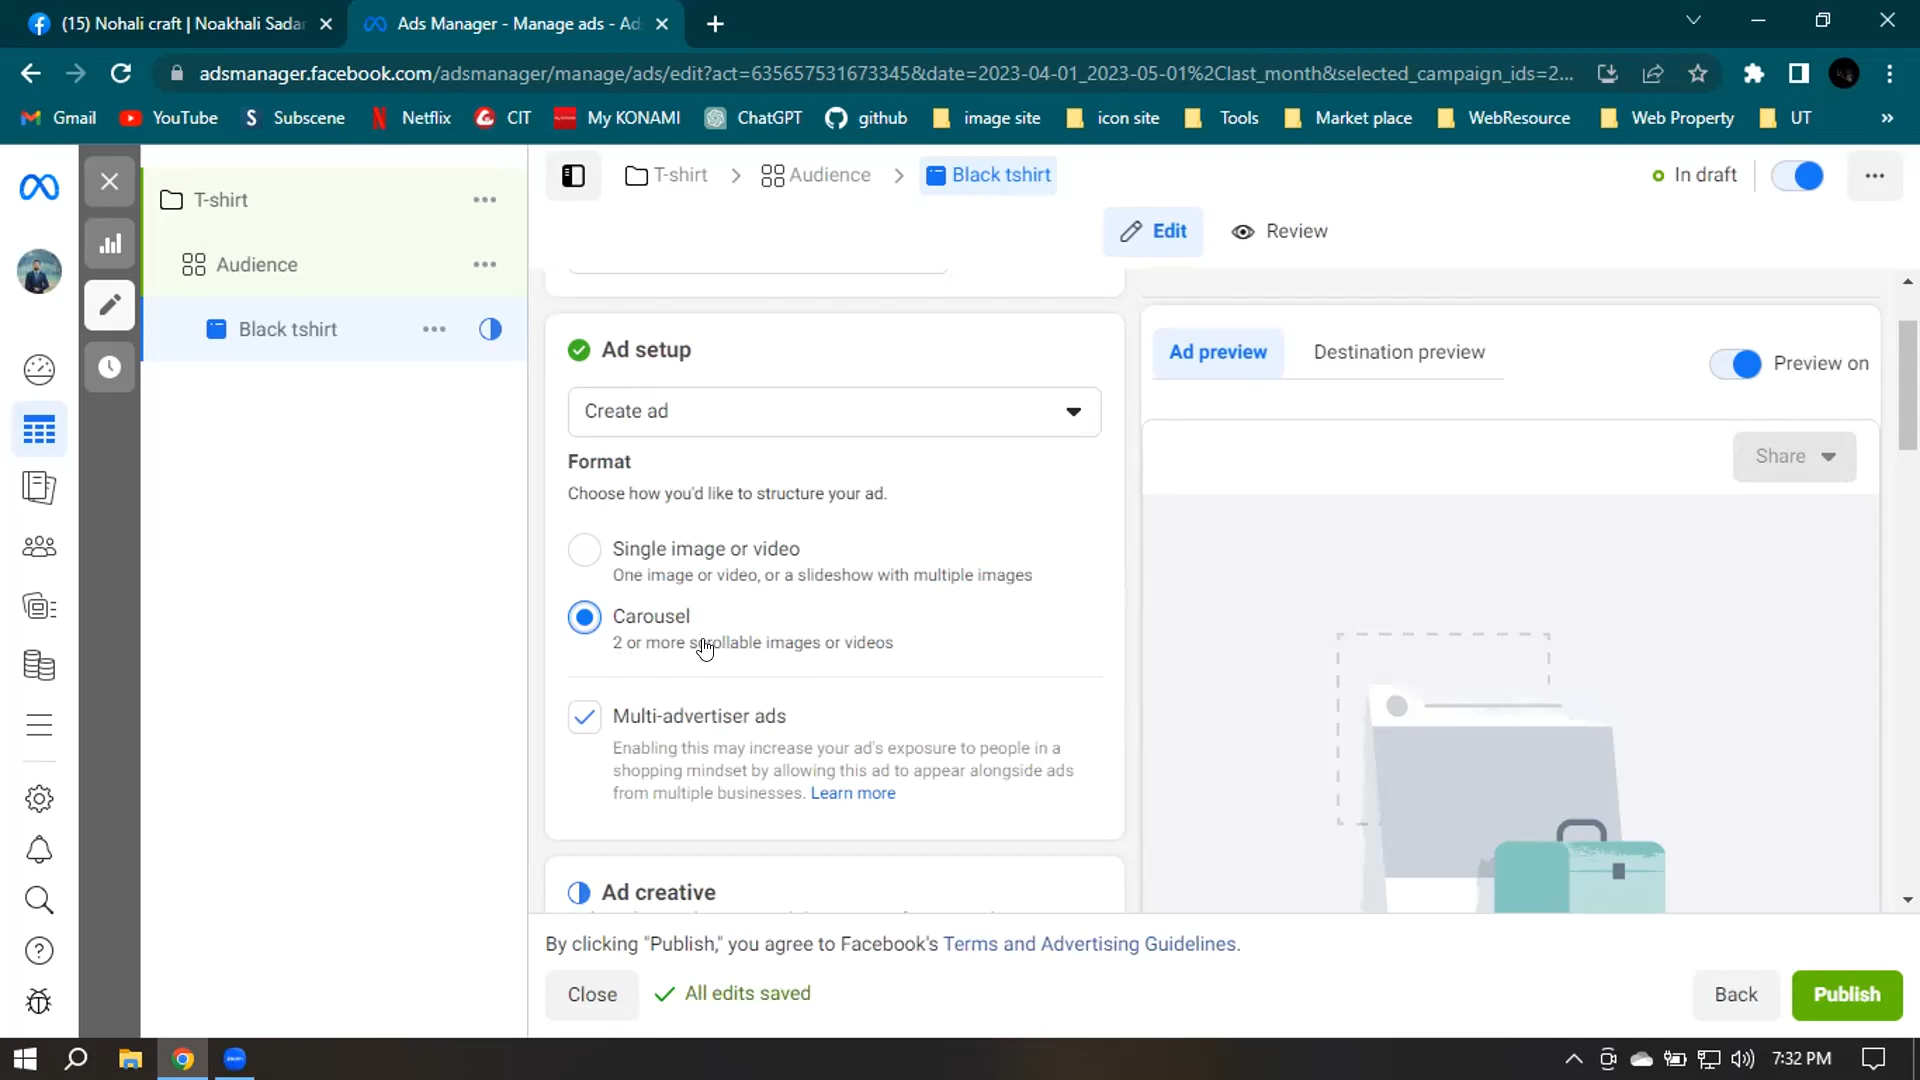 (15) Nohali craft | Noakhali Sadar
Ads Manager - Manage ads - Ad
adsmanager.facebook.com/adsmanager/manage/ads/edit?act=635657531673345&date=2023-04-01_2023-05-01%2Clast_month&selected_campaign_ids=2...
Gmail
YouTube
Subscene
Netflix
CIT
My KONAMI
ChatGPT
github
image site
icon site
Tools
Market place
WebResource
Web Property
UT
»
T-shirt
Audience
Black tshirt
T-shirt
Audience
Black tshirt
In draft
Edit
Review
Ad setup
Create ad
Format
Choose how you'd like to structure your ad.
Single image or video
One image or video, or a slideshow with multiple images
Carousel
2 or more scrollable images or videos
Multi-advertiser ads
Enabling this may increase your ad's exposure to people in a
shopping mindset by allowing this ad to appear alongside ads
from multiple businesses. Learn more
Ad creative
Ad preview
Destination preview
Preview on
Share
By clicking "Publish," you agree to Facebook's Terms and Advertising Guidelines.
Close
All edits saved
Back
Publish
7:32 PM